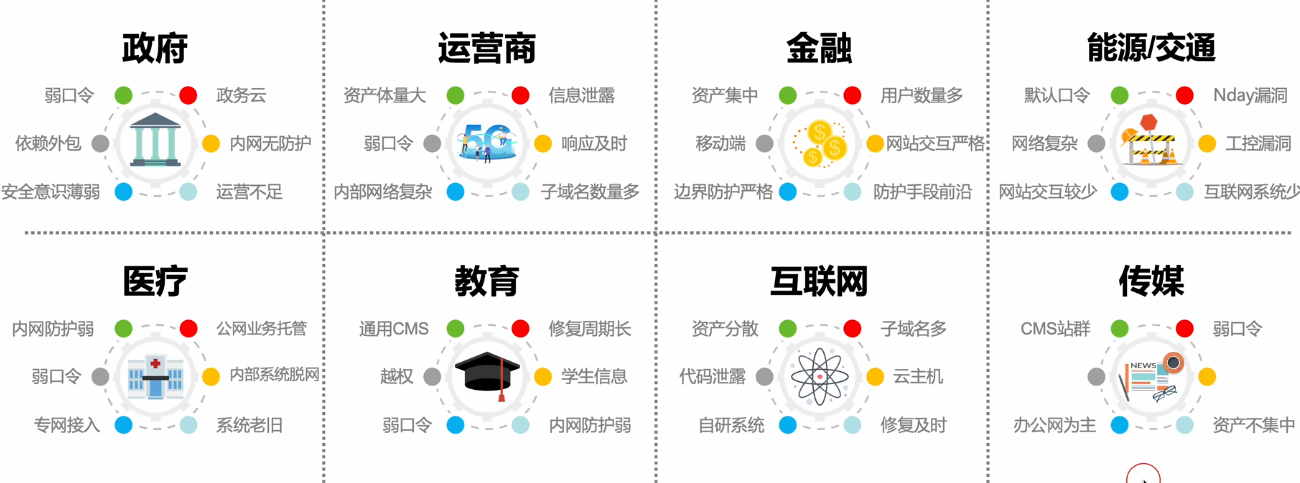 政府
弱口令
政务云
依赖外包
内网无防护
安全意识薄弱
运营不足
运营商
资产体量大
信息泄露
弱口令
5G
响应及时
内部网络复杂
子域名数量多
金融
资产集中
用户数量多
移动端
网站交互严格
边界防护严格
防护手段前沿
能源/交通
默认口令
Nday漏洞
网络复杂
工控漏洞
网站交互较少
互联网系统少
医疗
内网防护弱
公网业务托管
弱口令
内部系统脱网
专网接入
系统老旧
教育
通用CMS
修复周期长
越权
学生信息
弱口令
内网防护弱
互联网
资产分散
子域名多
代码泄露
云主机
自研系统
修复及时
传媒
CMS站群
弱口令
NEWS
办公网为主
资产不集中